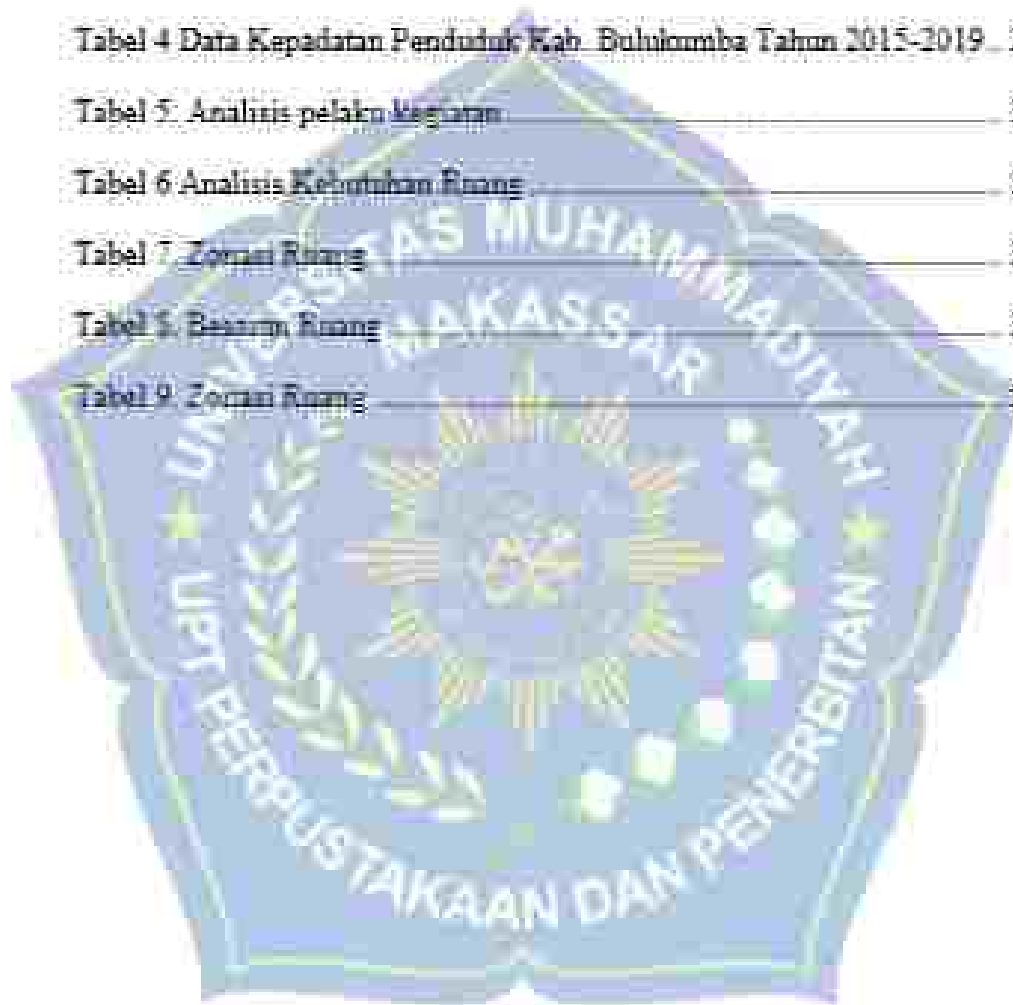 Tabel 4 Data Kepadatan Penduduk Kab. Bulukumba Tahun 2015-2019
Tabel 5. Analisis pelaku kegiatan
Tabel 6 Analisis Kebutuhan Ruang
Tabel 7. Zonasi Ruang
Tabel 8. Besaran Ruang
Tabel 9. Zonasi Ruang
UNIVERSITAS MUHAMMADIYAH
MAKASSAR
UPT PERPUSTAKAAN DAN PENERBITAN